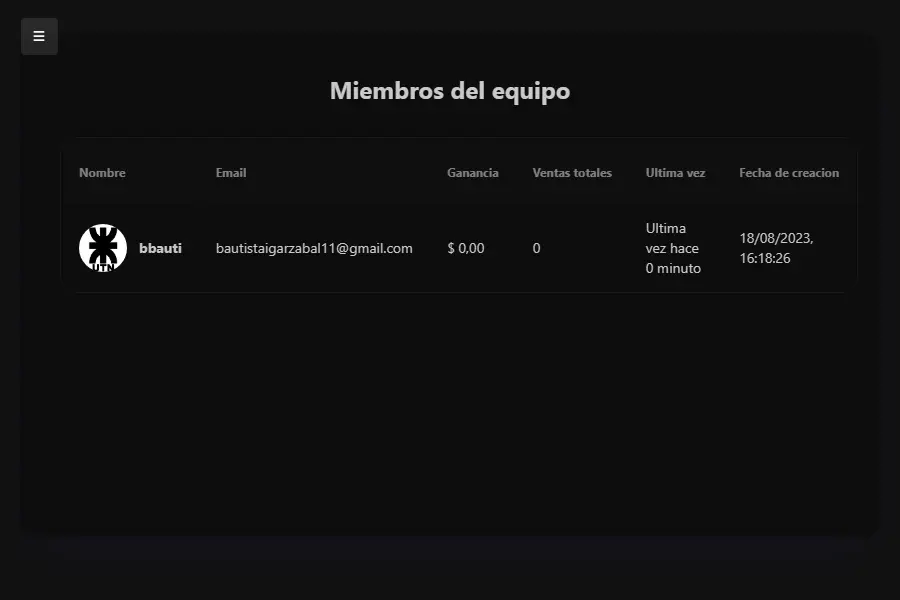 Miembros del equipo
Nombre Email Ganancia Ventas totales Ultima vez Fecha de creacion
UTN bbauti bautistaigarzabal11@gmail.com $ 0,00 0 Ultima vez hace 0 minuto 18/08/2023, 16:18:26